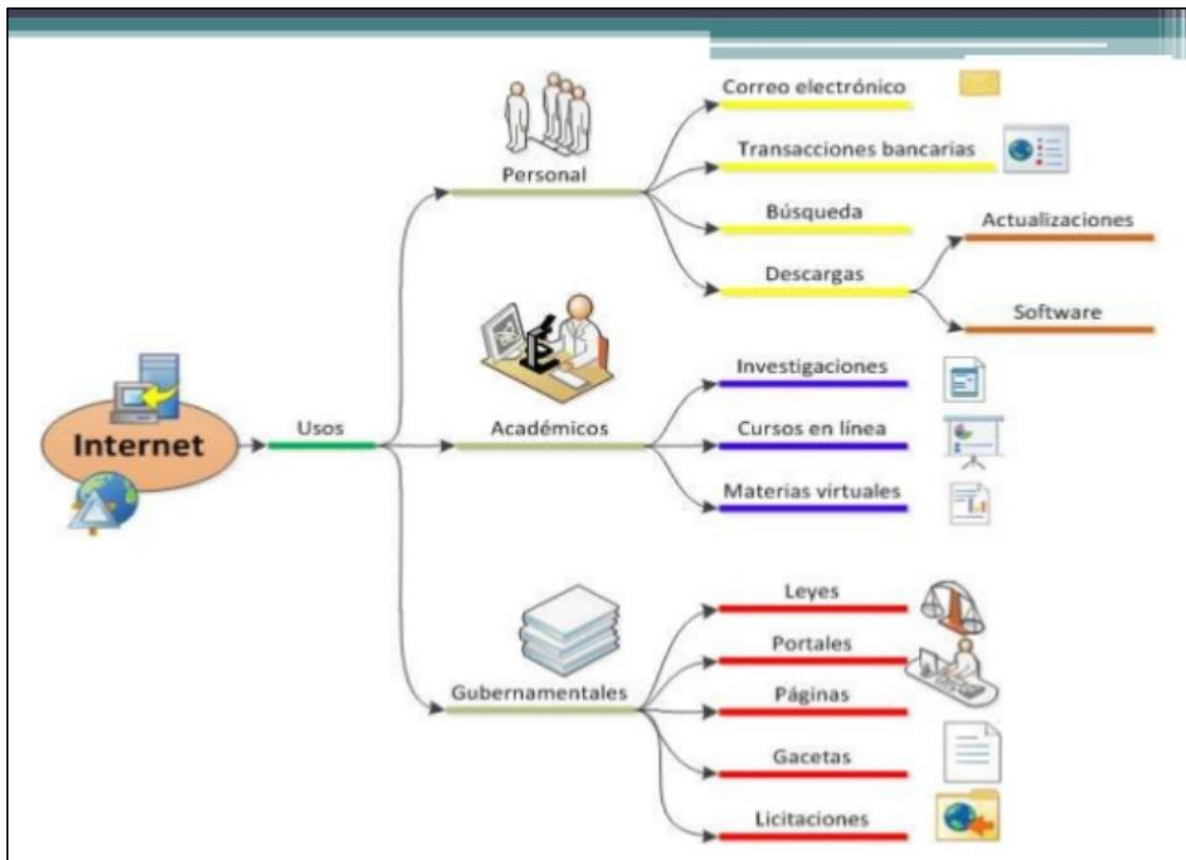 Internet
Usos
Personal
Correo electrónico
Transacciones bancarias
Búsqueda
Descargas
Actualizaciones
Software
Académicos
Investigaciones
Cursos en línea
Materias virtuales
Gubernamentales
Leyes
Portales
Páginas
Gacetas
Licitaciones